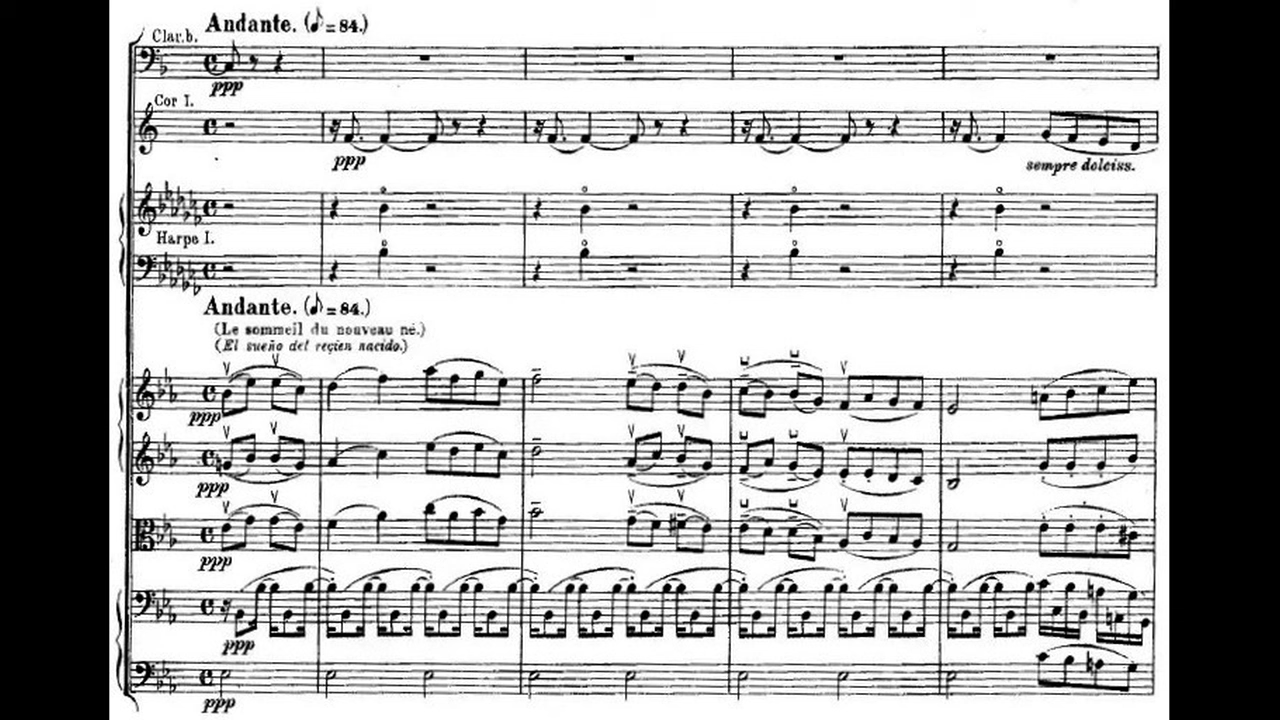 Andante. (♪=84.)
Clar.b.
ppp
Cor I.
ppp
sempre dolciss.
Harpe I.
Andante. (♪=84.)
(Le sommeil du nouveau né.)
(El sueño del reçien nacido.)
ppp
ppp
ppp
ppp
ppp